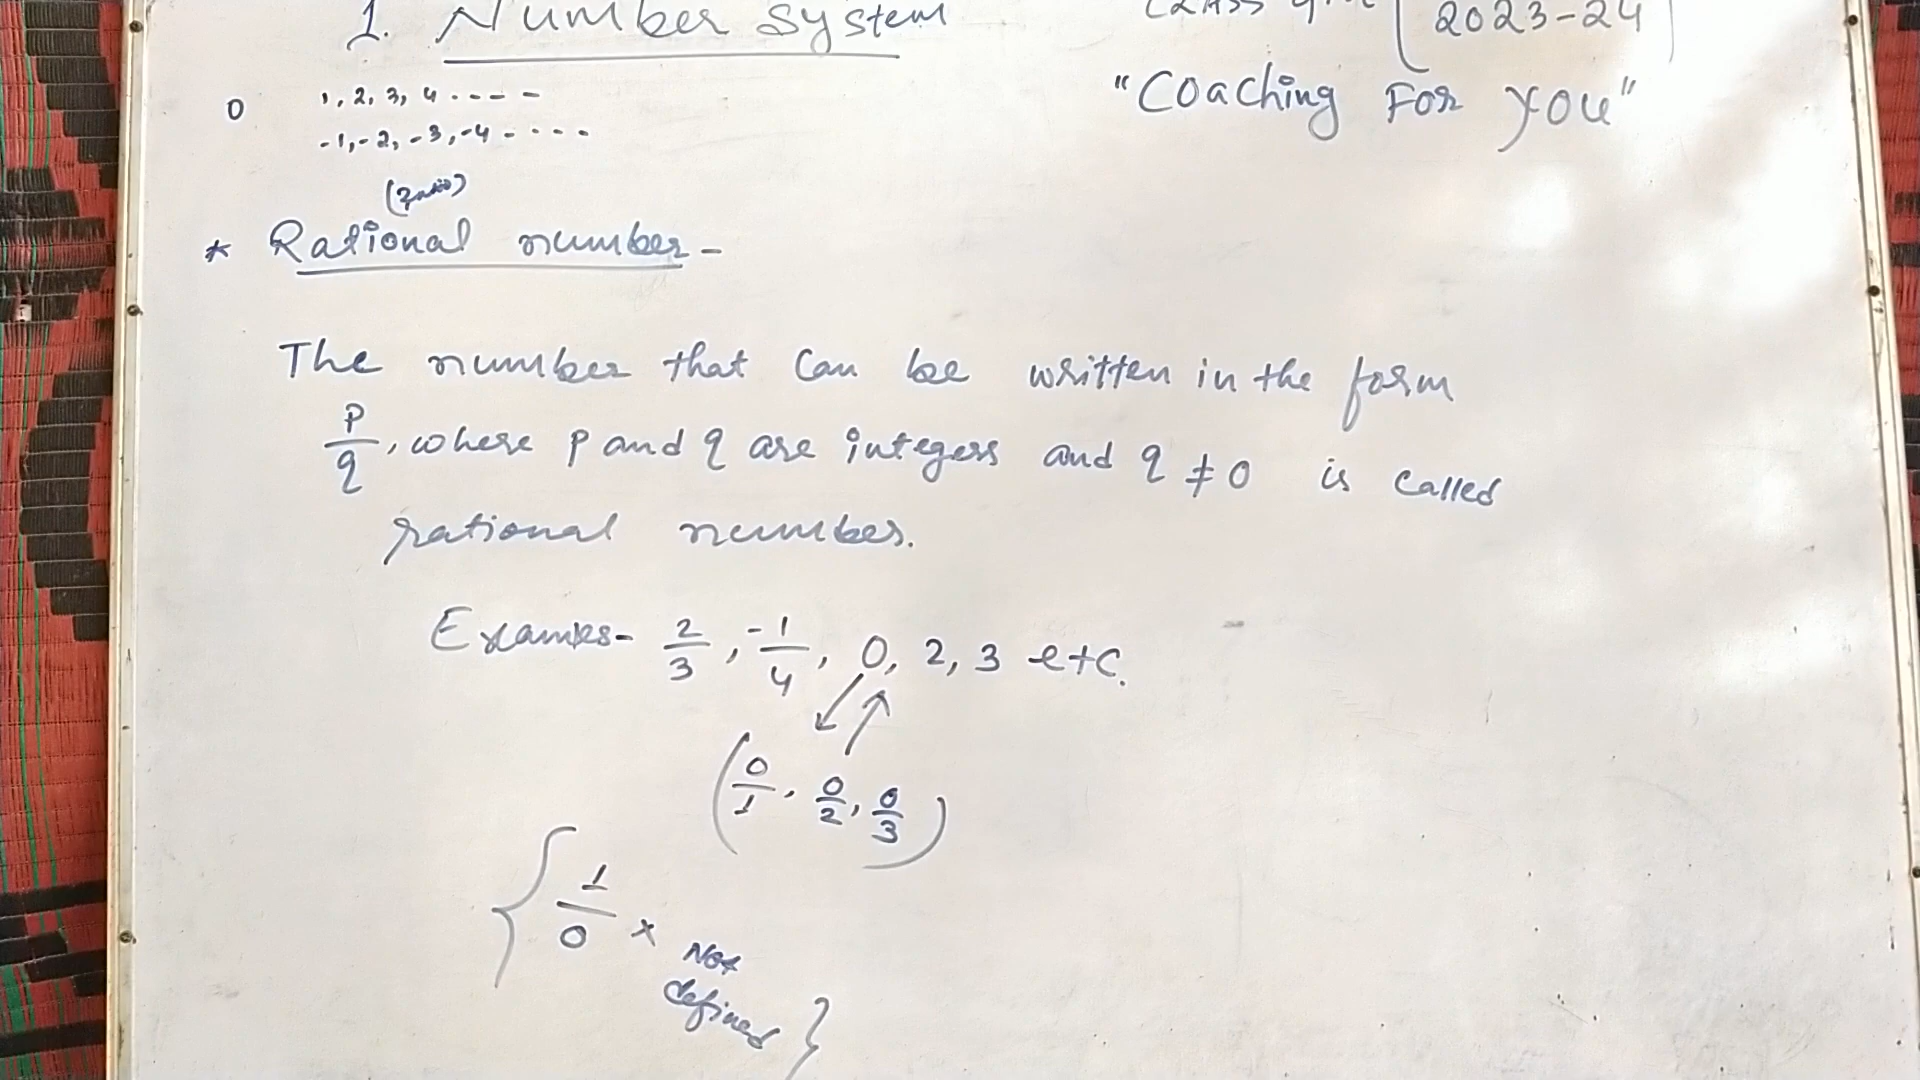 1. Number System
2023-24
"Coaching For You"
0
1, 2, 3, 4 - - - -
-1, -2, -3, -4 - - - - -
* Rational number -
The number that can be written in the form
p/q, where p and q are integers and q ≠ 0 is called
rational number.
Examles- 2/3, -1/4, 0, 2, 3 etc.
(0/1, 0/2, 0/3)
{1/0 × Not
defined}